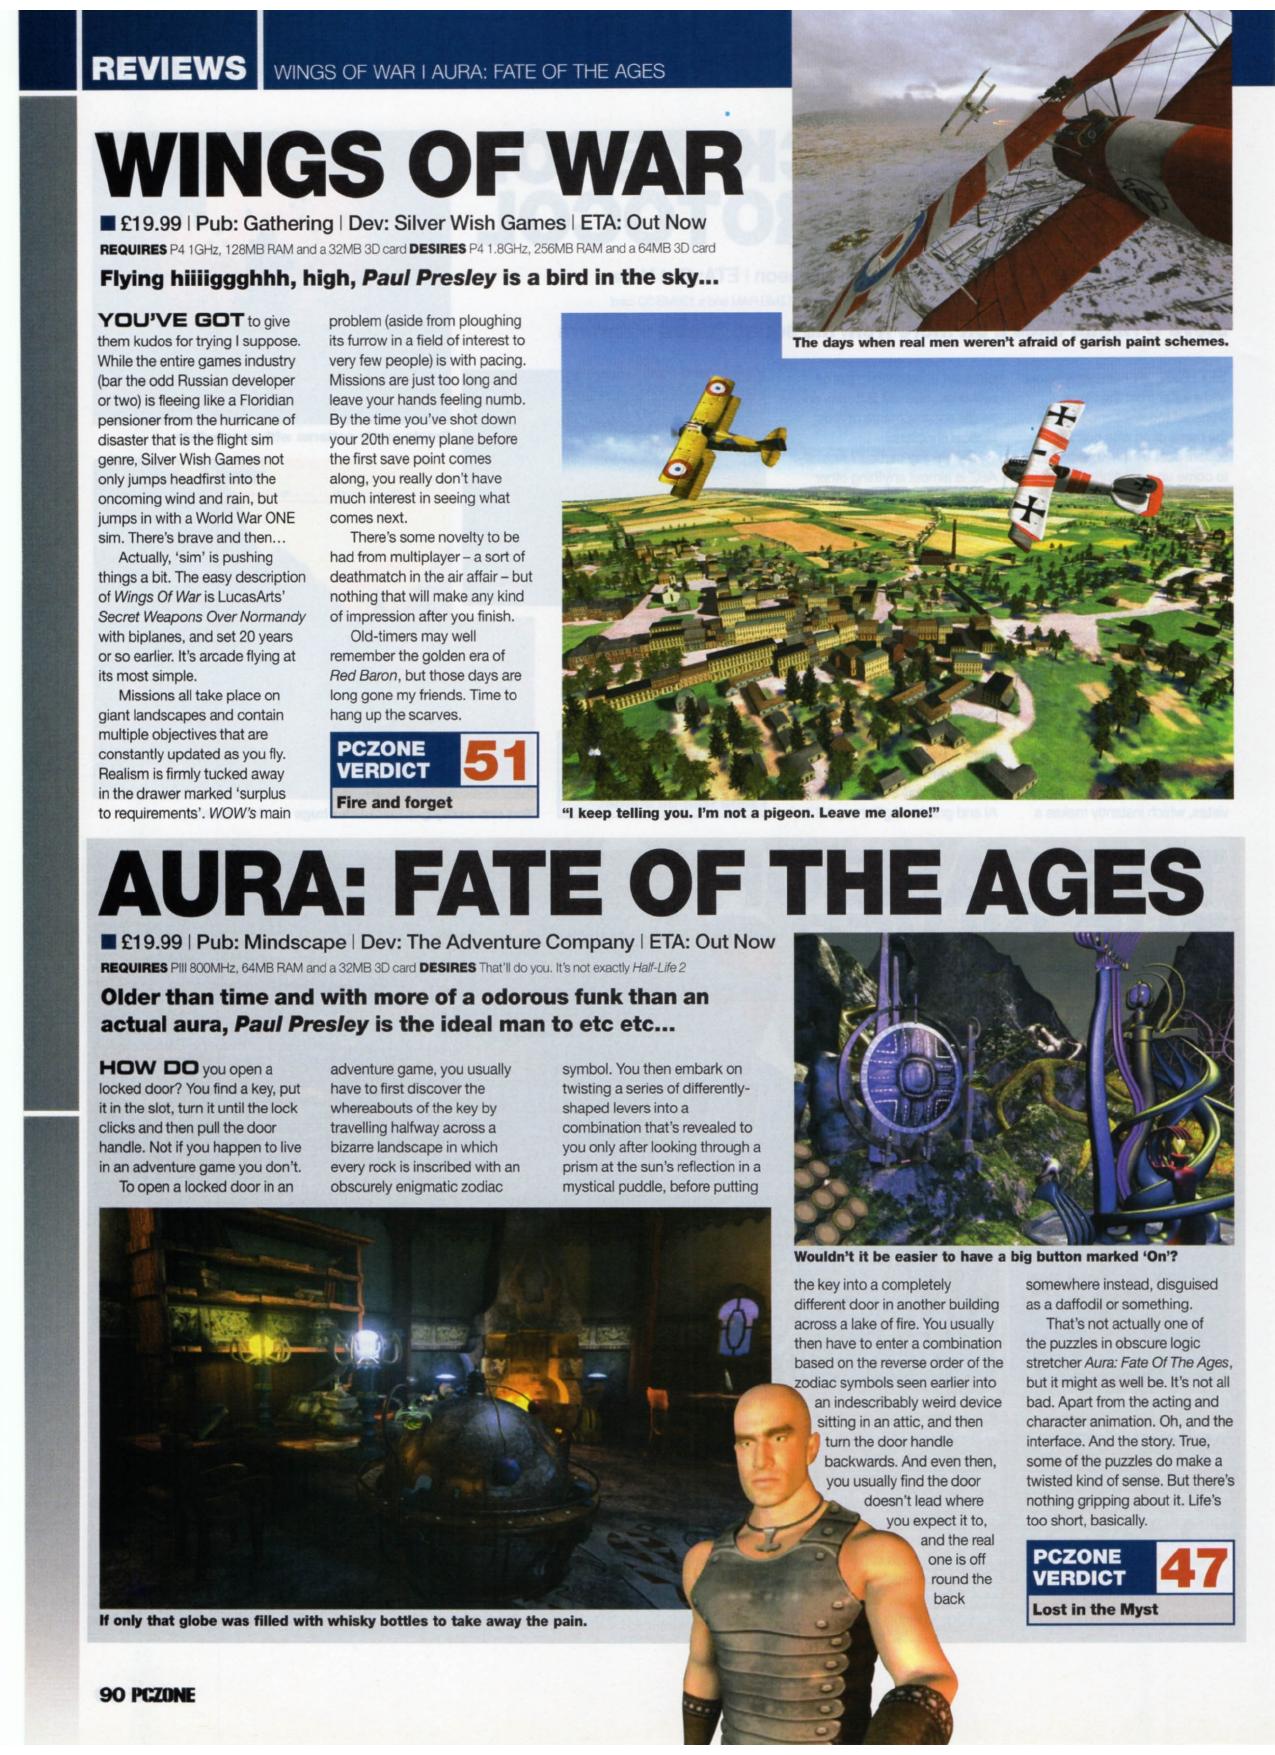 REVIEWS
WINGS OF WAR | AURA: FATE OF THE AGES
WINGS OF WAR
£19.99 | Pub: Gathering | Dev: Silver Wish Games | ETA: Out Now
REQUIRES P4 1GHz, 128MB RAM and a 32MB 3D card DESIRES P4 1.8GHz, 256MB RAM and a 64MB 3D card
Flying hiiiiggghhh, high, Paul Presley is a bird in the sky...
YOU'VE GOT to give
them kudos for trying I suppose.
While the entire games industry
(bar the odd Russian developer
or two) is fleeing like a Floridian
pensioner from the hurricane of
disaster that is the flight sim
genre, Silver Wish Games not
only jumps headfirst into the
oncoming wind and rain, but
jumps in with a World War ONE
sim. There's brave and then...
Actually, 'sim' is pushing
things a bit. The easy description
of Wings Of War is LucasArts'
Secret Weapons Over Normandy
with biplanes, and set 20 years
or so earlier. It's arcade flying at
its most simple.
Missions all take place on
giant landscapes and contain
multiple objectives that are
constantly updated as you fly.
Realism is firmly tucked away
in the drawer marked 'surplus
to requirements'. WOW's main
problem (aside from ploughing
its furrow in a field of interest to
very few people) is with pacing.
Missions are just too long and
leave your hands feeling numb.
By the time you've shot down
your 20th enemy plane before
the first save point comes
along, you really don't have
much interest in seeing what
comes next.
There's some novelty to be
had from multiplayer – a sort of
deathmatch in the air affair – but
nothing that will make any kind
of impression after you finish.
Old-timers may well
remember the golden era of
Red Baron, but those days are
long gone my friends. Time to
hang up the scarves.
PCZONE
VERDICT
51
Fire and forget
The days when real men weren't afraid of garish paint schemes.
"I keep telling you. I'm not a pigeon. Leave me alone!"
AURA: FATE OF THE AGES
£19.99 | Pub: Mindscape | Dev: The Adventure Company | ETA: Out Now
REQUIRES PIII 800MHz, 64MB RAM and a 32MB 3D card DESIRES That'll do you. It's not exactly Half-Life 2
Older than time and with more of a odorous funk than an
actual aura, Paul Presley is the ideal man to etc etc...
HOW DO you open a
locked door? You find a key, put
it in the slot, turn it until the lock
clicks and then pull the door
handle. Not if you happen to live
in an adventure game you don't.
To open a locked door in an
adventure game, you usually
have to first discover the
whereabouts of the key by
travelling halfway across a
bizarre landscape in which
every rock is inscribed with an
obscurely enigmatic zodiac
symbol. You then embark on
twisting a series of differently-
shaped levers into a
combination that's revealed to
you only after looking through a
prism at the sun's reflection in a
mystical puddle, before putting
Wouldn't it be easier to have a big button marked 'On'?
the key into a completely
different door in another building
across a lake of fire. You usually
then have to enter a combination
based on the reverse order of the
zodiac symbols seen earlier into
an indescribably weird device
sitting in an attic, and then
turn the door handle
backwards. And even then,
you usually find the door
doesn't lead where
you expect it to,
and the real
one is off
round the
back
somewhere instead, disguised
as a daffodil or something.
That's not actually one of
the puzzles in obscure logic
stretcher Aura: Fate Of The Ages,
but it might as well be. It's not all
bad. Apart from the acting and
character animation. Oh, and the
interface. And the story. True,
some of the puzzles do make a
twisted kind of sense. But there's
nothing gripping about it. Life's
too short, basically.
PCZONE
VERDICT
47
Lost in the Myst
If only that globe was filled with whisky bottles to take away the pain.
90 PCZONE